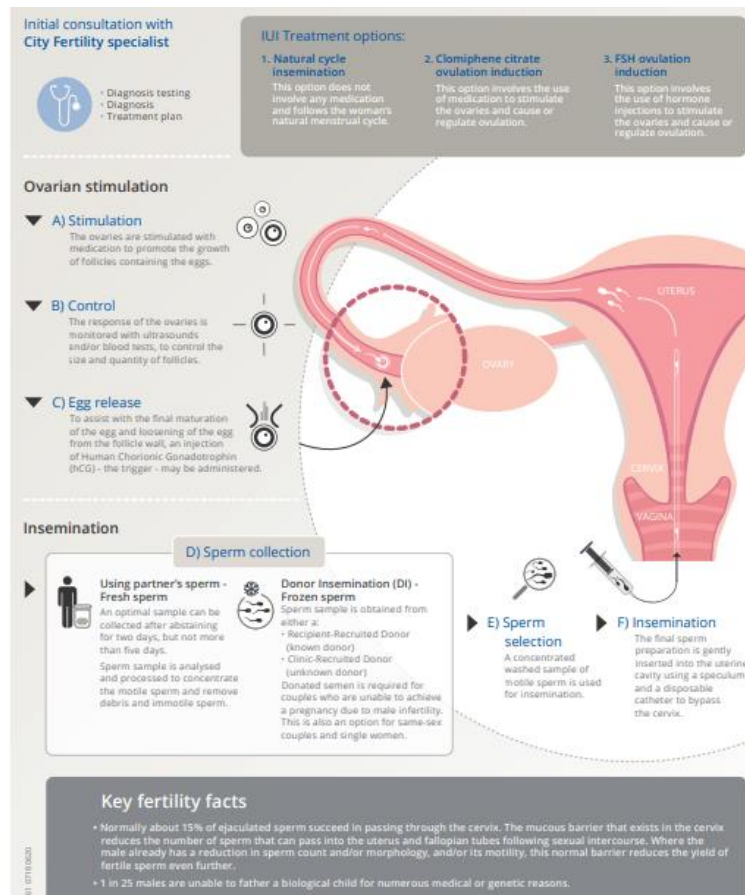 Initial consultation with
City Fertility specialist
• Diagnosis testing
• Diagnosis
• Treatment plan
IUI Treatment options:
1. Natural cycle
insemination
This option does not
involve any medication
and follows the woman's
natural menstrual cycle.
2. Clomiphene citrate
ovulation induction
This option involves the use
of medication to stimulate
the ovaries and cause or
regulate ovulation.
3. FSH ovulation
induction
This option involves
the use of hormone
injections to stimulate
the ovaries and cause or
regulate ovulation.
Ovarian stimulation
A) Stimulation
The ovaries are stimulated with
medication to promote the growth
of follicles containing the eggs.
B) Control
The response of the ovaries is
monitored with ultrasounds
and/or blood tests, to control the
size and quantity of follicles.
C) Egg release
To assist with the final maturation
of the egg and loosening of the egg
from the follicle wall, an injection
of Human Chorionic Gonadotrophin
(hCG) - the trigger - may be administered.
UTERUS
OVARY
CERVIX
VAGINA
Insemination
D) Sperm collection
Using partner's sperm -
Fresh sperm
An optimal sample can be
collected after abstaining
for two days, but not more
than five days.
Sperm sample is analysed
and processed to concentrate
the motile sperm and remove
debris and immotile sperm.
Donor Insemination (DI) -
Frozen sperm
Sperm sample is obtained from
either a:
• Recipient-Recruited Donor
(known donor)
• Clinic-Recruited Donor
(unknown donor)
Donated semen is required for
couples who are unable to achieve
a pregnancy due to male infertility.
This is also an option for same-sex
couples and single women.
E) Sperm
selection
A concentrated
washed sample of
motile sperm is used
for insemination.
F) Insemination
The final sperm
preparation is gently
inserted into the uterine
cavity using a speculum
and a disposable
catheter to bypass
the cervix.
Key fertility facts
• Normally about 15% of ejaculated sperm succeed in passing through the cervix. The mucous barrier that exists in the cervix
reduces the number of sperm that can pass into the uterus and fallopian tubes following sexual intercourse. Where the
male already has a reduction in sperm count and/or morphology, and/or its motility, this normal barrier reduces the yield of
fertile sperm even further.
• 1 in 25 males are unable to father a biological child for numerous medical or genetic reasons.